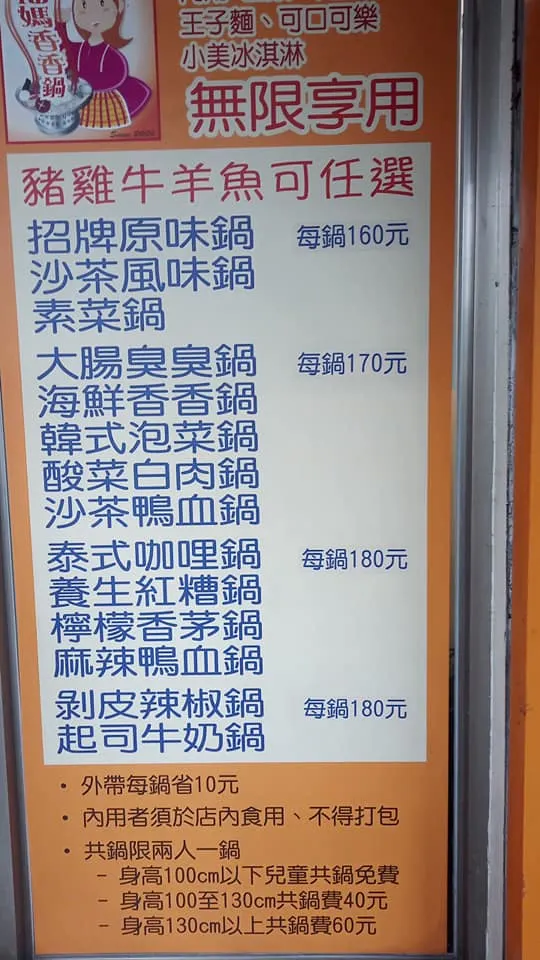 媽香香鍋
Since 2006
王子麵、可口可樂
小美冰淇淋
無限享用
豬雞牛羊魚可任選
招牌原味鍋 每鍋160元
沙茶風味鍋
素菜鍋
大腸臭臭鍋 每鍋170元
海鮮香香鍋
韓式泡菜鍋
酸菜白肉鍋
沙茶鴨血鍋
泰式咖哩鍋 每鍋180元
養生紅糟鍋
檸檬香茅鍋
麻辣鴨血鍋
剝皮辣椒鍋 每鍋180元
起司牛奶鍋
・外帶每鍋省10元
・內用者須於店內食用、不得打包
・共鍋限兩人一鍋
- 身高100cm以下兒童共鍋免費
- 身高100至130cm共鍋費40元
- 身高130cm以上共鍋費60元